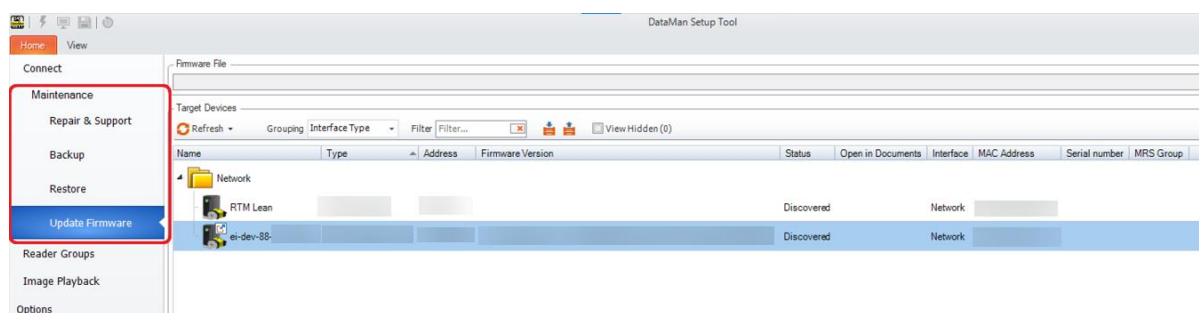 DataMan Setup Tool
Home View
Connect
Maintenance
Repair & Support
Backup
Restore
Update Firmware
Reader Groups
Image Playback
Options
Firmware File
Target Devices
Refresh Grouping Interface Type Filter Filter... View Hidden (0)
Name Type Address Firmware Version Status Open in Documents Interface MAC Address Serial number MRS Group
Network
RTM Lean Discovered Network
ei-dev-88- Discovered Network